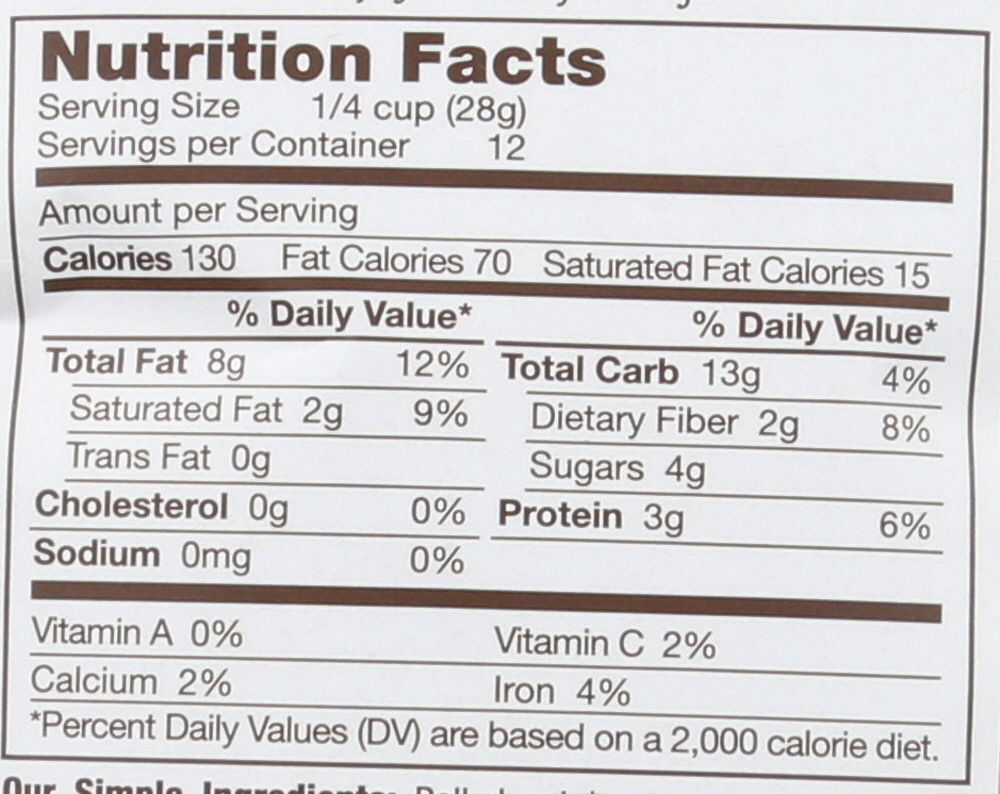 Nutrition Facts
Serving Size 1/4 cup (28g)
Servings per Container 12
Amount per Serving
Calories 130 Fat Calories 70 Saturated Fat Calories 15
% Daily Value*
Total Fat 8g 12%
Saturated Fat 2g 9%
Trans Fat 0g
Cholesterol 0g 0%
Sodium 0mg 0%
% Daily Value*
Total Carb 13g 4%
Dietary Fiber 2g 8%
Sugars 4g
Protein 3g 6%
Vitamin A 0% Vitamin C 2%
Calcium 2% Iron 4%
*Percent Daily Values (DV) are based on a 2,000 calorie diet.
Our Simple Ingredients: